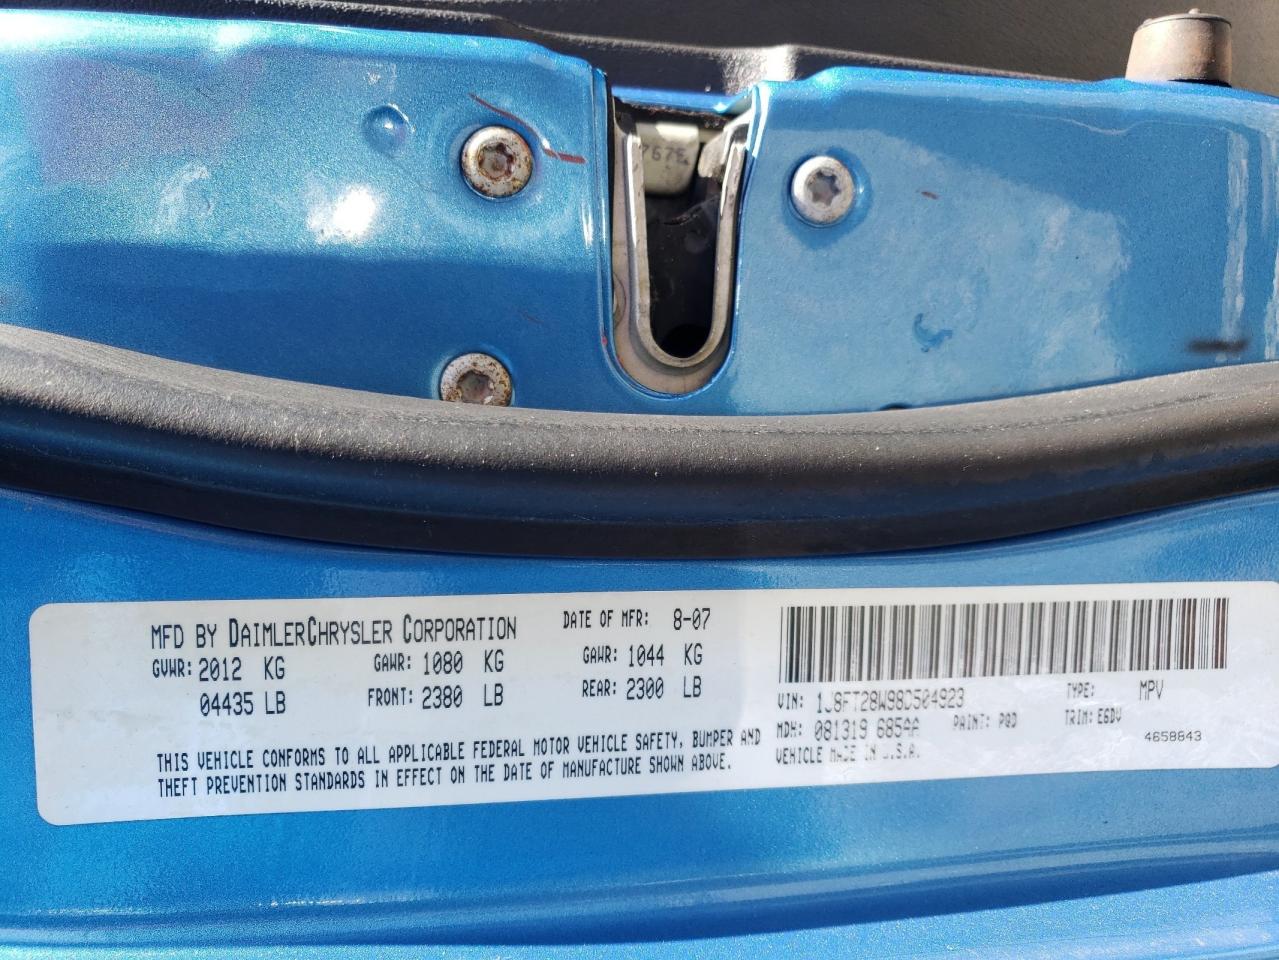 MFD BY DAIMLERCHRYSLER CORPORATION DATE OF MFR: 8-07
GVWR: 2012 KG GAWR: 1080 KG GAWR: 1044 KG
04435 LB FRONT: 2380 LB REAR: 2300 LB
THIS VEHICLE CONFORMS TO ALL APPLICABLE FEDERAL MOTOR VEHICLE SAFETY, BUMPER AND
THEFT PREVENTION STANDARDS IN EFFECT ON THE DATE OF MANUFACTURE SHOWN ABOVE.
VIN: 1J8FT28W98D504923 TYPE: MPV
MDH: 081319 685AA PAINT: PQD TRIM: E6DV
VEHICLE MADE IN U.S.A. 4658843